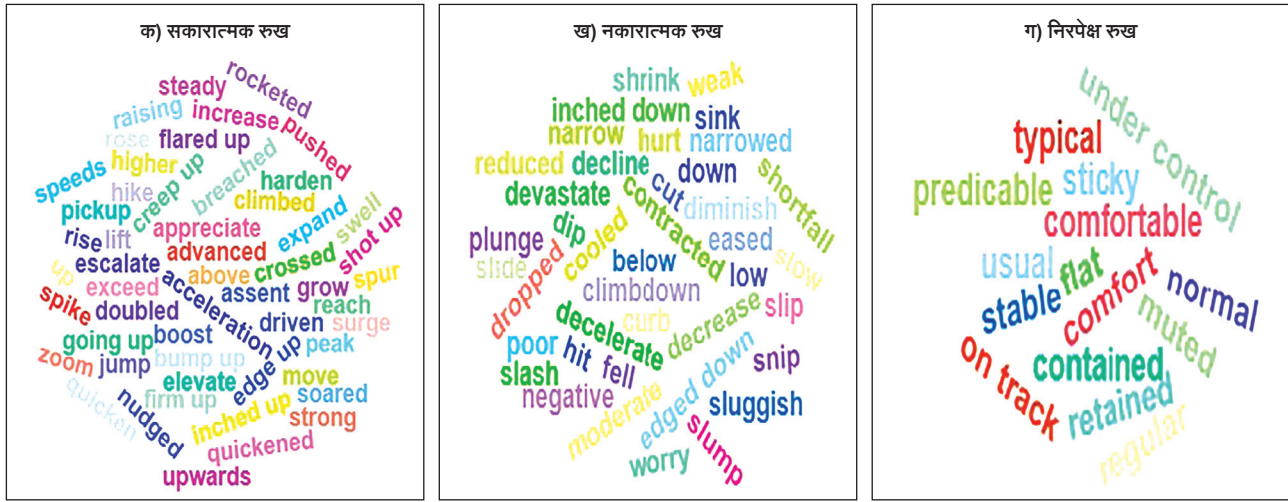 क) सकारात्मक रुख
rocketed
steady
raising
increase
pushed
rose
flared up
higher
creep up
breached
speeds
hike
harden
climbed
pickup
appreciate
expand
swell
shot up
rise
lift
advanced
crossed
escalate
up
above
spur
exceed
acceleration
assent
grow
reach
spike
doubled
driven
surge
going up
boost
edge up
peak
zoom
jump
bump up
move
elevate
quicken
firm up
soared
nudged
inched up
strong
quickened
upwards
ख) नकारात्मक रुख
shrink
weak
inched down
sink
narrow
hurt
narrowed
reduced
decline
down
shortfall
devastate
contracted
cut
diminish
dip
cooled
plunge
eased
slide
below
slow
dropped
low
climbdown
slip
curb
decelerate
decrease
poor
hit
fell
snip
slash
negative
edged down
moderate
sluggish
slump
worry
ग) निरपेक्ष रुख
under control
typical
predicable
sticky
comfortable
usual
flat
comfort
normal
stable
muted
on track
contained
retained
regular